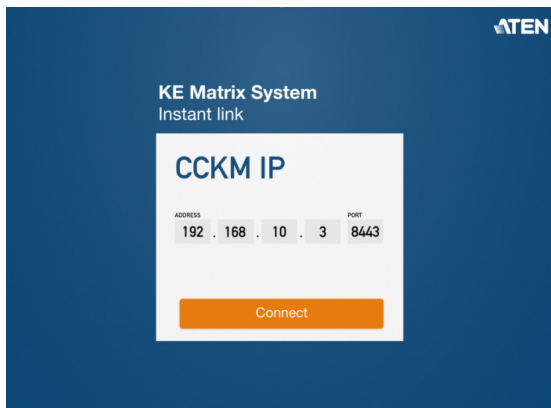 ATEN
KE Matrix System
Instant link
CCKM IP
ADDRESS PORT
192 . 168 . 10 . 3 8443
Connect